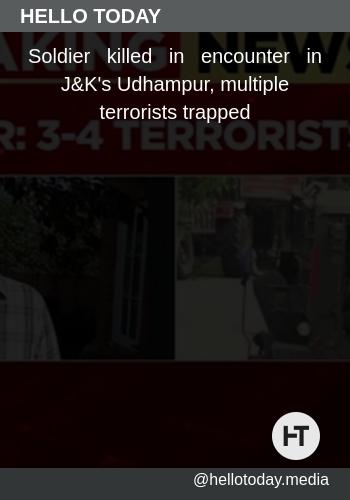 HELLO TODAY
Soldier killed in encounter in
J&K's Udhampur, multiple
terrorists trapped
AKING NEWS
R: 3-4 TERRORISTS
HT
@hellotoday.media